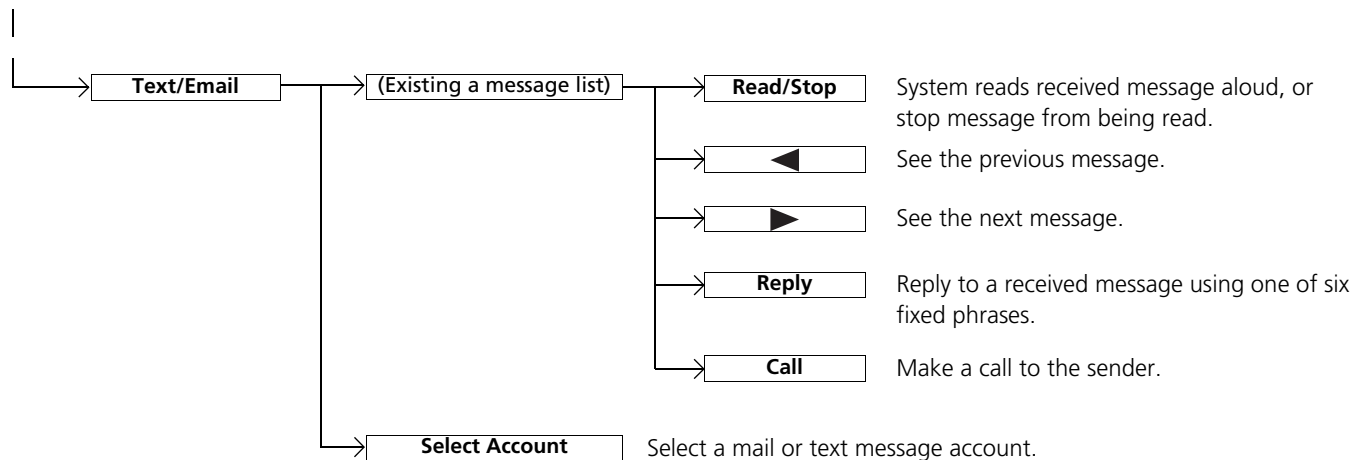 Text/Email
(Existing a message list)
Read/Stop
System reads received message aloud, or
stop message from being read.
See the previous message.
See the next message.
Reply
Reply to a received message using one of six
fixed phrases.
Call
Make a call to the sender.
Select Account
Select a mail or text message account.